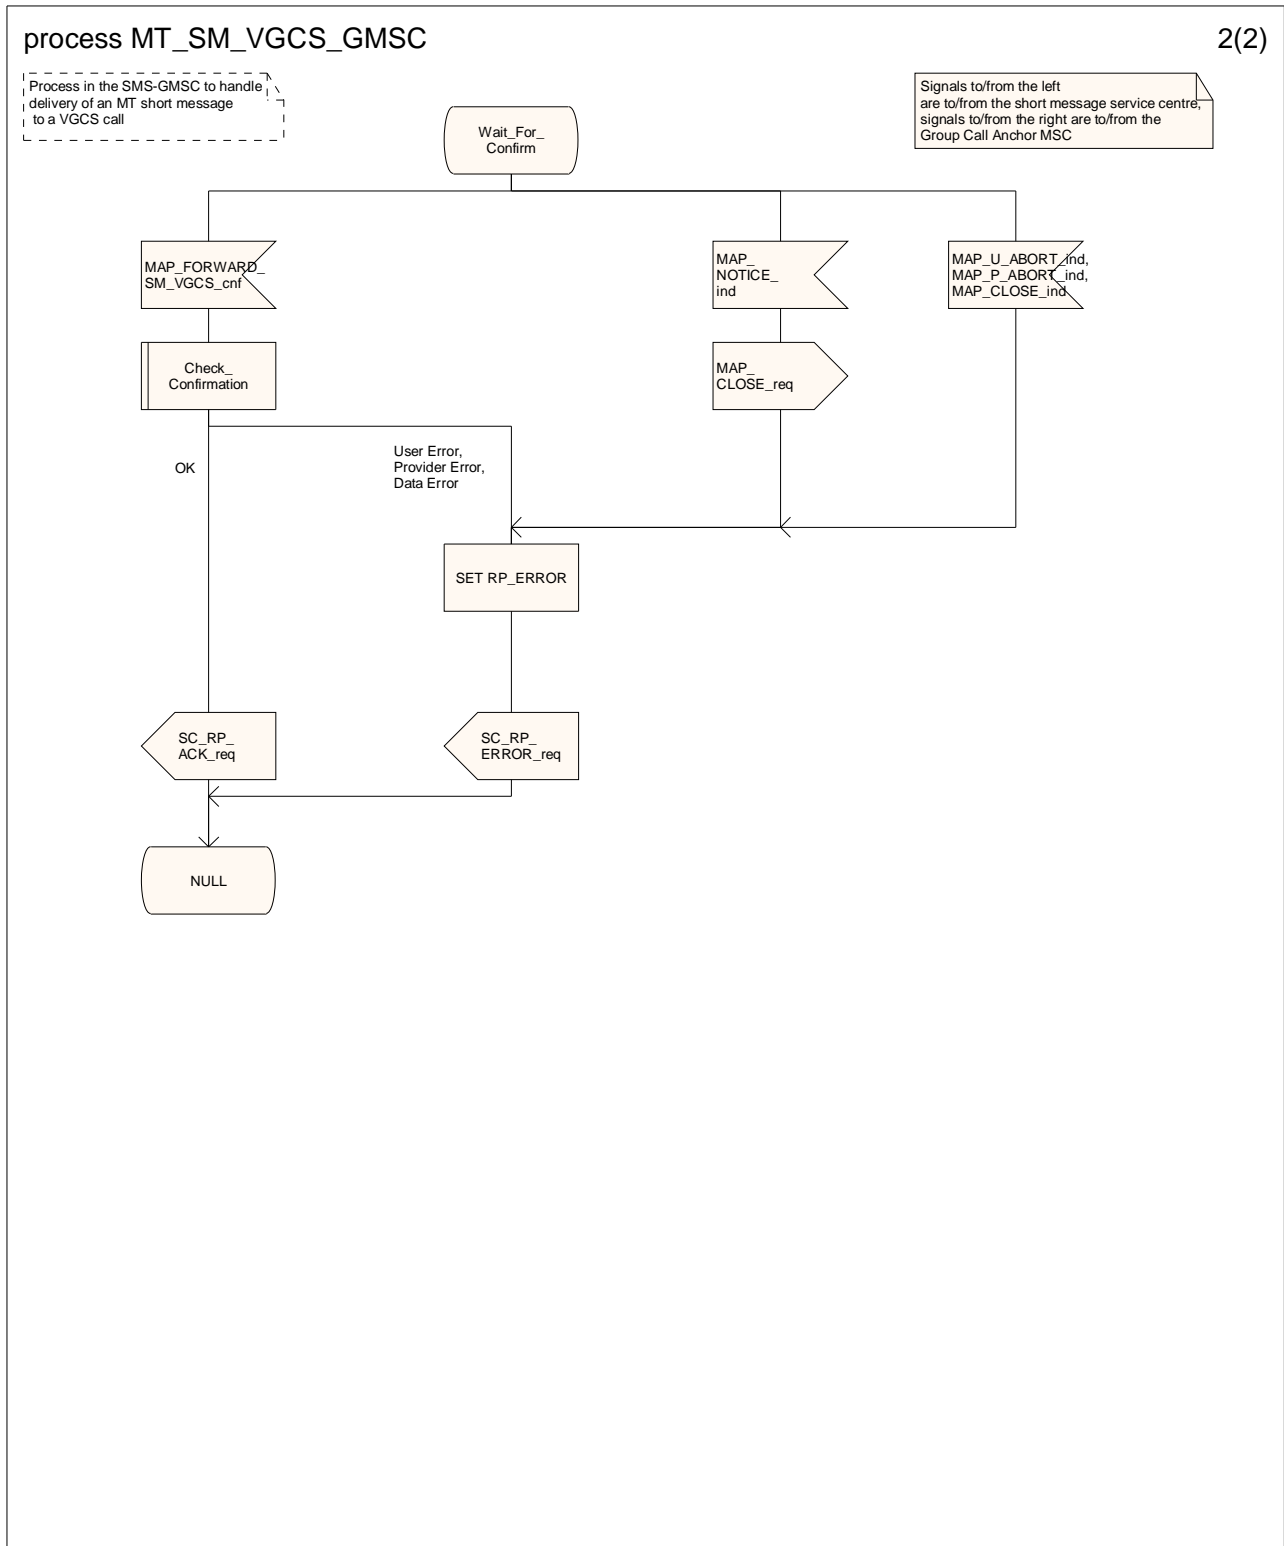 process MT_SM_VGCS_GMSC
2(2)
Process in the SMS-GMSC to handle
delivery of an MT short message
to a VGCS call
Signals to/from the left
are to/from the short message service centre,
signals to/from the right are to/from the
Group Call Anchor MSC
Wait_For_
Confirm
MAP_FORWARD_
SM_VGCS_cnf
MAP_
NOTICE_
ind
MAP_U_ABORT_ind,
MAP_P_ABORT_ind,
MAP_CLOSE_ind
Check_
Confirmation
MAP_
CLOSE_req
OK
User Error,
Provider Error,
Data Error
SET RP_ERROR
SC_RP_
ACK_req
SC_RP_
ERROR_req
NULL